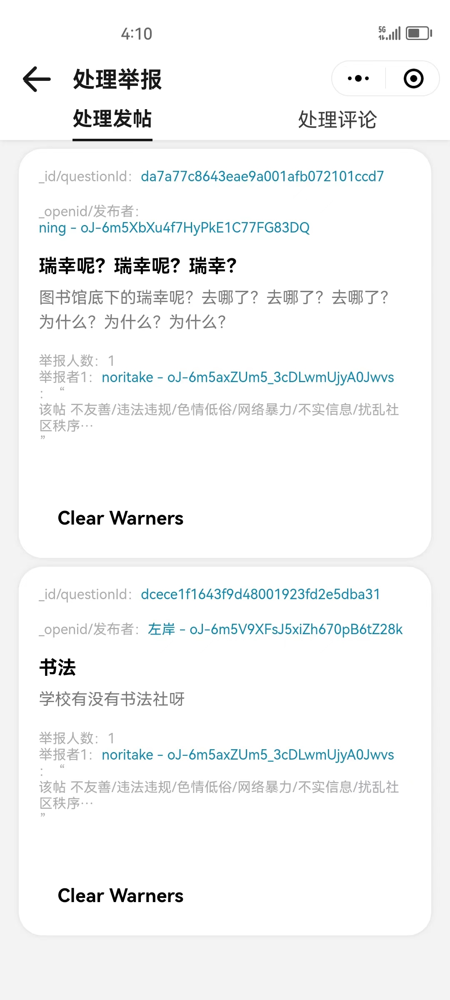 4:10
5G
处理举报
处理发帖
处理评论
_id/questionId: da7a77c8643eae9a001afb072101ccd7
_openid/发布者:
ning - oJ-6m5XbXu4f7HyPkE1C77FG83DQ
瑞幸呢？瑞幸呢？瑞幸？
图书馆底下的瑞幸呢？去哪了？去哪了？去哪了？
为什么？为什么？为什么？
举报人数: 1
举报者1: noritake - oJ-6m5axZUm5_3cDLwmUjyA0Jwvs
: “
该帖 不友善/违法违规/色情低俗/网络暴力/不实信息/扰乱社
区秩序…
”
Clear Warners
_id/questionId: dcece1f1643f9d48001923fd2e5dba31
_openid/发布者: 左岸 - oJ-6m5V9XFsJ5xiZh670pB6tZ28k
书法
学校有没有书法社呀
举报人数: 1
举报者1: noritake - oJ-6m5axZUm5_3cDLwmUjyA0Jwvs
: “
该帖 不友善/违法违规/色情低俗/网络暴力/不实信息/扰乱社
区秩序…
”
Clear Warners